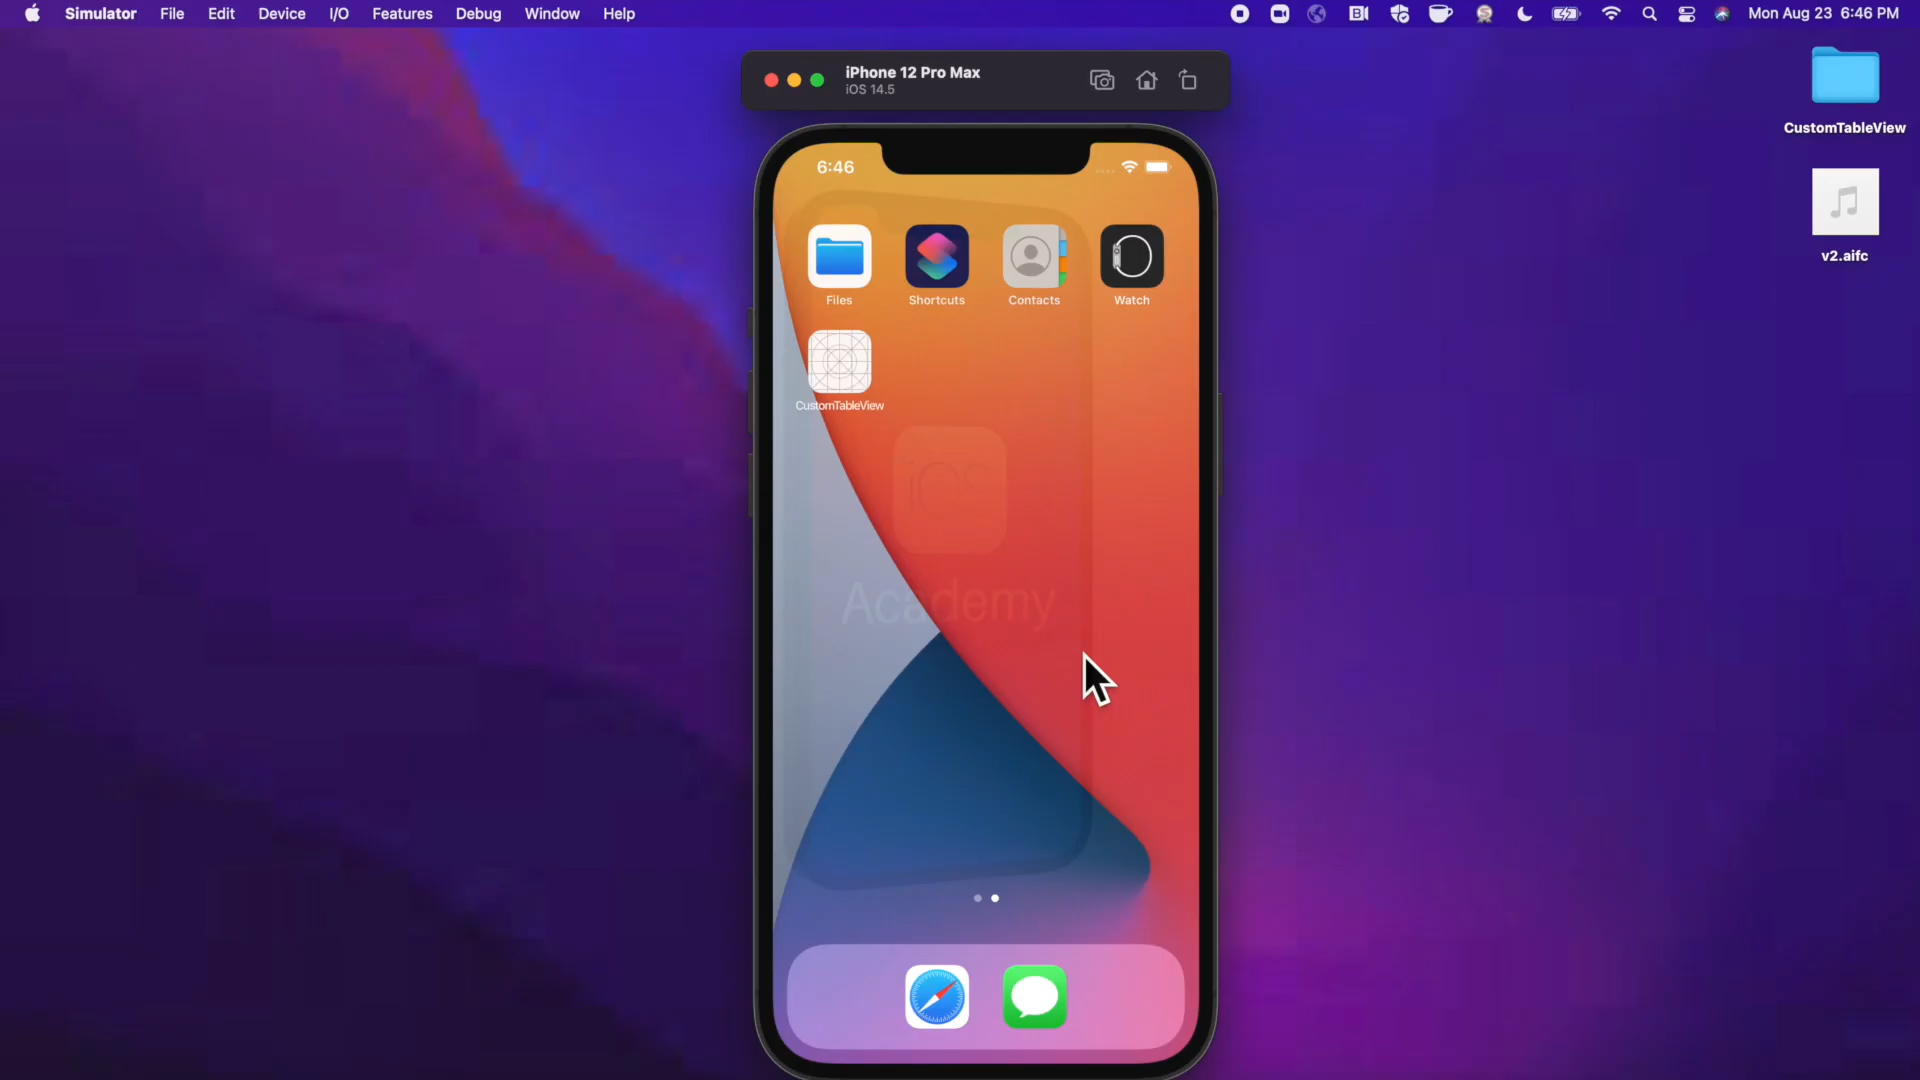 Simulator File Edit Device I/O Features Debug Window Help Mon Aug 23 6:46 PM
iPhone 12 Pro Max
iOS 14.5
CustomTableView
6:46
v2.aifc
Files Shortcuts Contacts Watch
CustomTableView
iOS
Academy